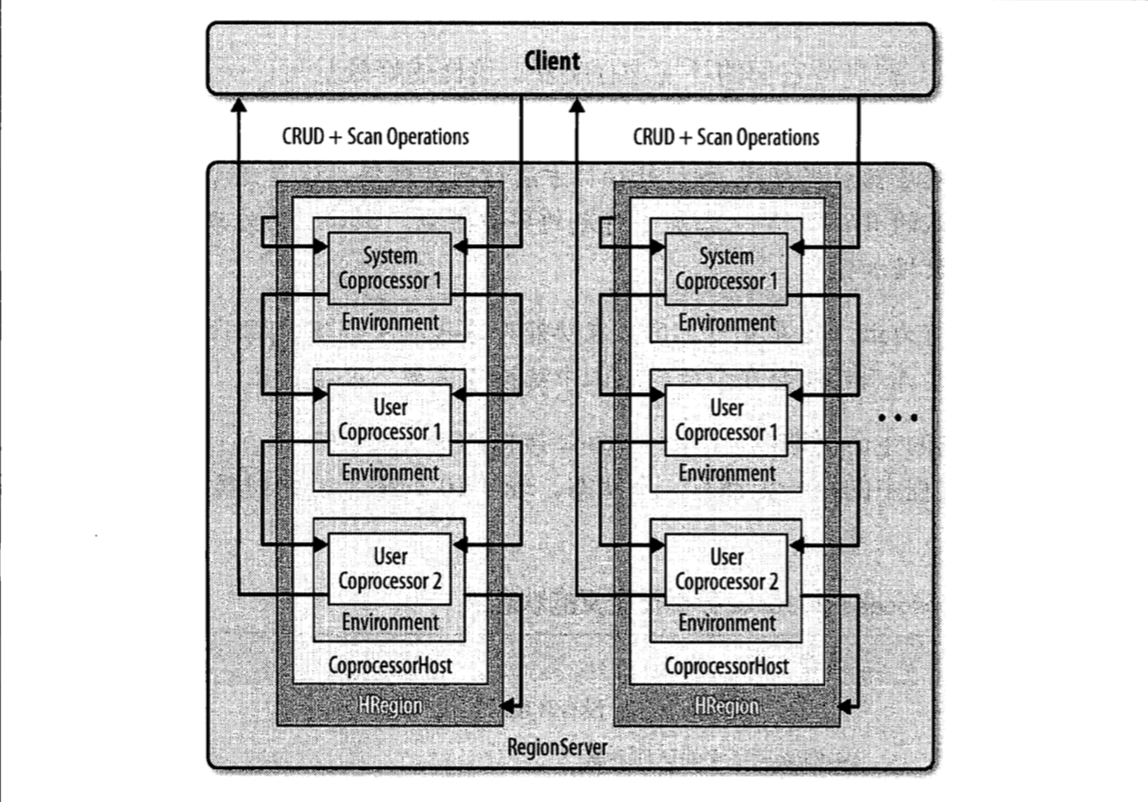 Client
CRUD + Scan Operations
CRUD + Scan Operations
System
Coprocessor 1
Environment
User
Coprocessor 1
Environment
User
Coprocessor 2
Environment
CoprocessorHost
HRegion
System
Coprocessor 1
Environment
User
Coprocessor 1
Environment
User
Coprocessor 2
Environment
CoprocessorHost
HRegion
...
RegionServer